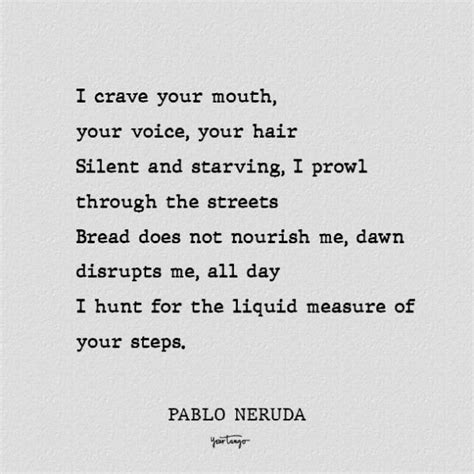 I crave your mouth,
your voice, your hair
Silent and starving, I prowl
through the streets
Bread does not nourish me, dawn
disrupts me, all day
I hunt for the liquid measure of
your steps.
PABLO NERUDA
yourtango